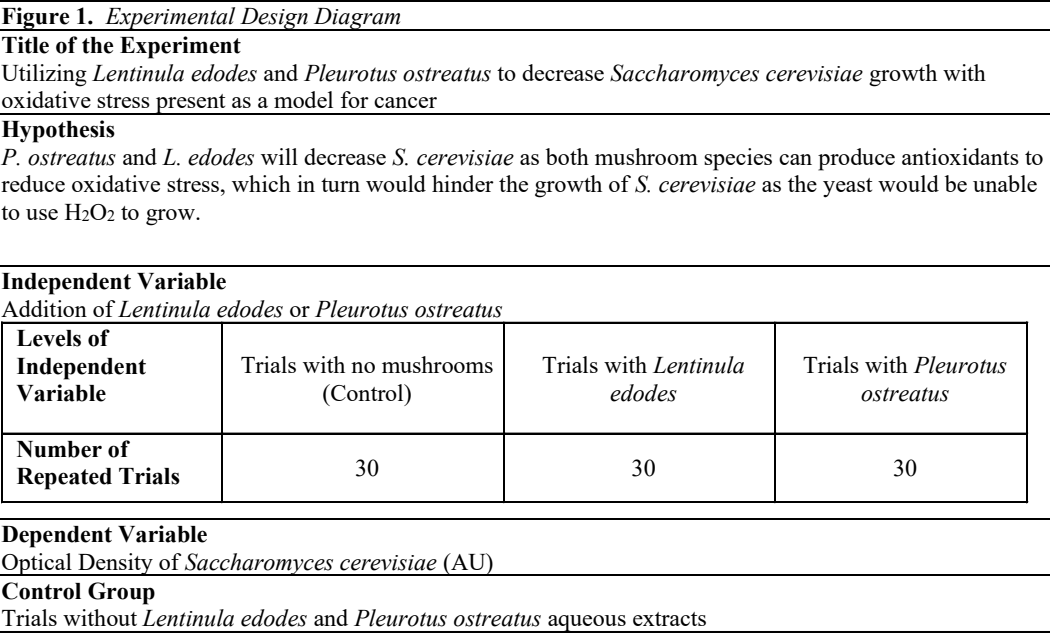 Figure 1. Experimental Design Diagram
Title of the Experiment
Utilizing Lentinula edodes and Pleurotus ostreatus to decrease Saccharomyces cerevisiae growth with
oxidative stress present as a model for cancer
Hypothesis
P. ostreatus and L. edodes will decrease S. cerevisiae as both mushroom species can produce antioxidants to
reduce oxidative stress, which in turn would hinder the growth of S. cerevisiae as the yeast would be unable
to use H2O2 to grow.
Independent Variable
Addition of Lentinula edodes or Pleurotus ostreatus
Levels of
Independent
Variable
Trials with no mushrooms
(Control)
Trials with Lentinula
edodes
Trials with Pleurotus
ostreatus
Number of
Repeated Trials
30
30
30
Dependent Variable
Optical Density of Saccharomyces cerevisiae (AU)
Control Group
Trials without Lentinula edodes and Pleurotus ostreatus aqueous extracts